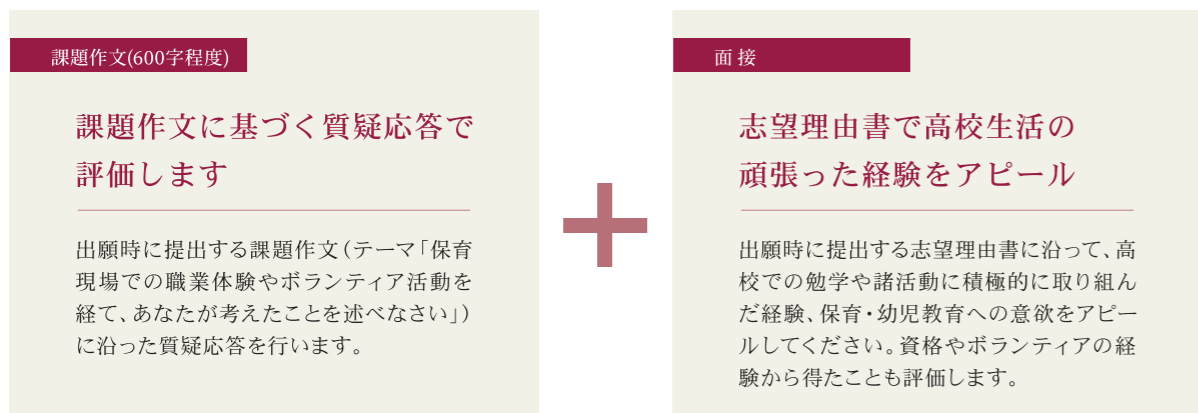 課題作文(600字程度)
課題作文に基づく質疑応答で
評価します
出願時に提出する課題作文(テーマ「保育
現場での職業体験やボランティア活動を
経て、あなたが考えたことを述べなさい」)
に沿った質疑応答を行います。
面接
志望理由書で高校生活の
頑張った経験をアピール
出願時に提出する志望理由書に沿って、高
校での勉学や諸活動に積極的に取り組ん
だ経験、保育・幼児教育への意欲をアピー
ルしてください。資格やボランティアの経
験から得たことも評価します。